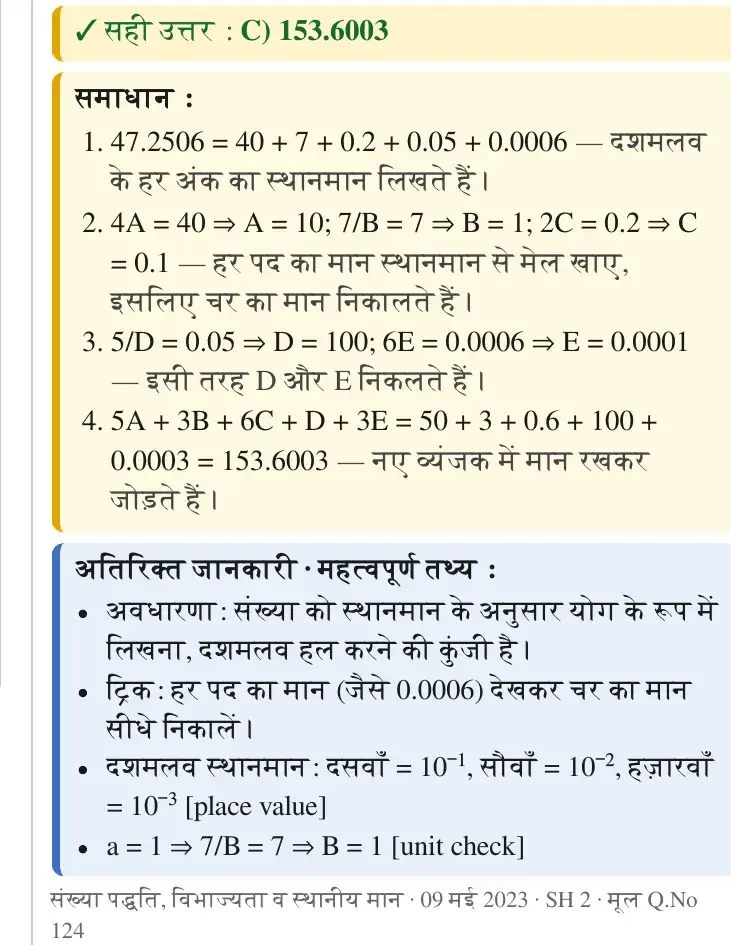 ✓ सही उत्तर : C) 153.6003
समाधान :
1. 47.2506 = 40 + 7 + 0.2 + 0.05 + 0.0006 — दशमलव
के हर अंक का स्थानमान लिखते हैं।
2. 4A = 40 ⇒ A = 10; 7/B = 7 ⇒ B = 1; 2C = 0.2 ⇒ C
= 0.1 — हर पद का मान स्थानमान से मेल खाए,
इसलिए चर का मान निकालते हैं।
3. 5/D = 0.05 ⇒ D = 100; 6E = 0.0006 ⇒ E = 0.0001
— इसी तरह D और E निकलते हैं।
4. 5A + 3B + 6C + D + 3E = 50 + 3 + 0.6 + 100 +
0.0003 = 153.6003 — नए व्यंजक में मान रखकर
जोड़ते हैं।
अतिरिक्त जानकारी · महत्वपूर्ण तथ्य :
• अवधारणा : संख्या को स्थानमान के अनुसार योग के रूप में
लिखना, दशमलव हल करने की कुंजी है।
• ट्रिक : हर पद का मान (जैसे 0.0006) देखकर चर का मान
सीधे निकालें।
• दशमलव स्थानमान : दसवाँ = 10⁻¹, सौवाँ = 10⁻², हज़ारवाँ
= 10⁻³ [place value]
• a = 1 ⇒ 7/B = 7 ⇒ B = 1 [unit check]
संख्या पद्धति, विभाज्यता व स्थानीय मान · 09 मई 2023 · SH 2 · मूल Q.No
124